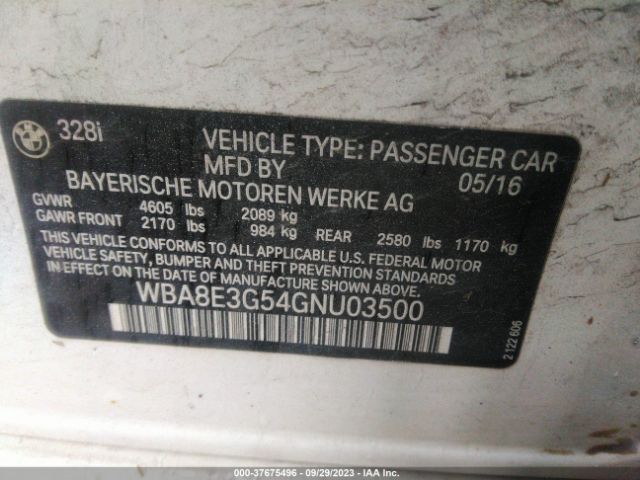 BMW 328i VEHICLE TYPE: PASSENGER CAR
MFD BY 05/16
BAYERISCHE MOTOREN WERKE AG
GVWR 4605 lbs 2089 kg
GAWR FRONT 2170 lbs 984 kg REAR 2580 lbs 1170 kg
THIS VEHICLE CONFORMS TO ALL APPLICABLE U.S. FEDERAL MOTOR
VEHICLE SAFETY, BUMPER AND THEFT PREVENTION STANDARDS
IN EFFECT ON THE DATE OF MANUFACTURE SHOWN ABOVE.
WBA8E3G54GNU03500
2 122 606
000-37675496 - 09/29/2023 - IAA Inc.